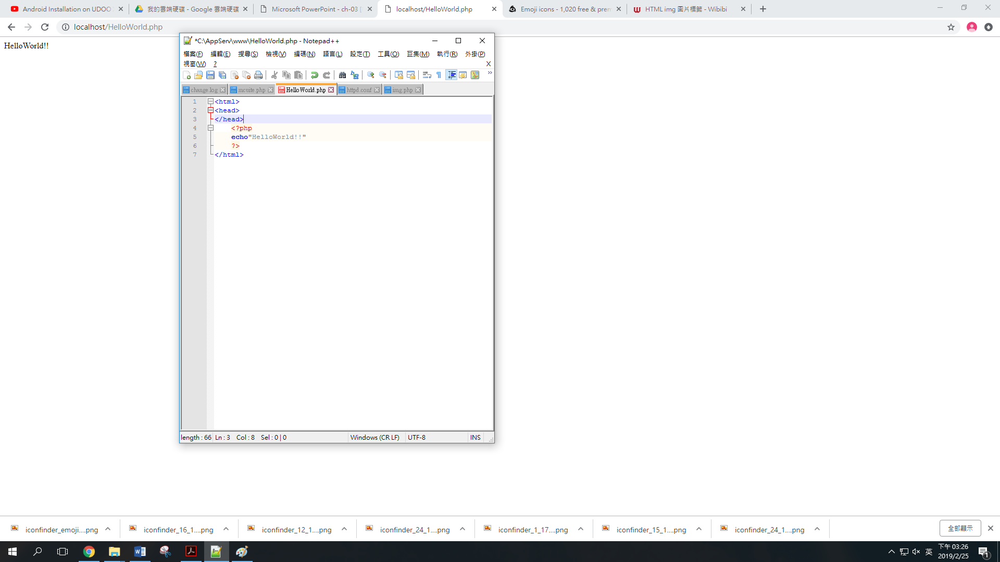 Android Installation on UDOO
我的雲端硬碟 - Google 雲端硬碟
Microsoft PowerPoint - ch-03 [
localhost/HelloWorld.php
Emoji icons - 1,020 free & prem
HTML img 圖片標籤 - Wibibi
localhost/HelloWorld.php
HelloWorld!!
*C:\AppServ\www\HelloWorld.php - Notepad++
檔案(F) 編輯(E) 搜尋(S) 檢視(V) 編碼(N) 語言(L) 設定(T) 工具(O) 巨集(M) 執行(R) 外掛(P)
視窗(W) ? X
change.log mcuite.php HelloWorld.php httpd.conf img.php
1 <html>
2 <head>
3 </head>
4 <?php
5 echo"HelloWorld!!"
6 ?>
7 </html>
length : 66 Ln : 3 Col : 8 Sel : 0 | 0 Windows (CR LF) UTF-8 INS
iconfinder_emoji....png
iconfinder_16_1....png
iconfinder_12_1....png
iconfinder_24_1....png
iconfinder_1_17....png
iconfinder_15_1....png
iconfinder_24_1....png
全部顯示
英
下午 03:26
2019/2/25
1